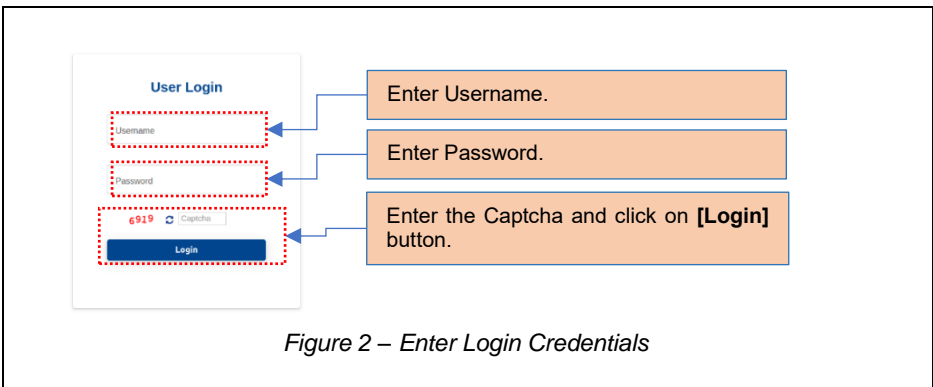 User Login
Username
Password
6919 Captcha
Login
Enter Username.
Enter Password.
Enter the Captcha and click on [Login]
button.
Figure 2 – Enter Login Credentials